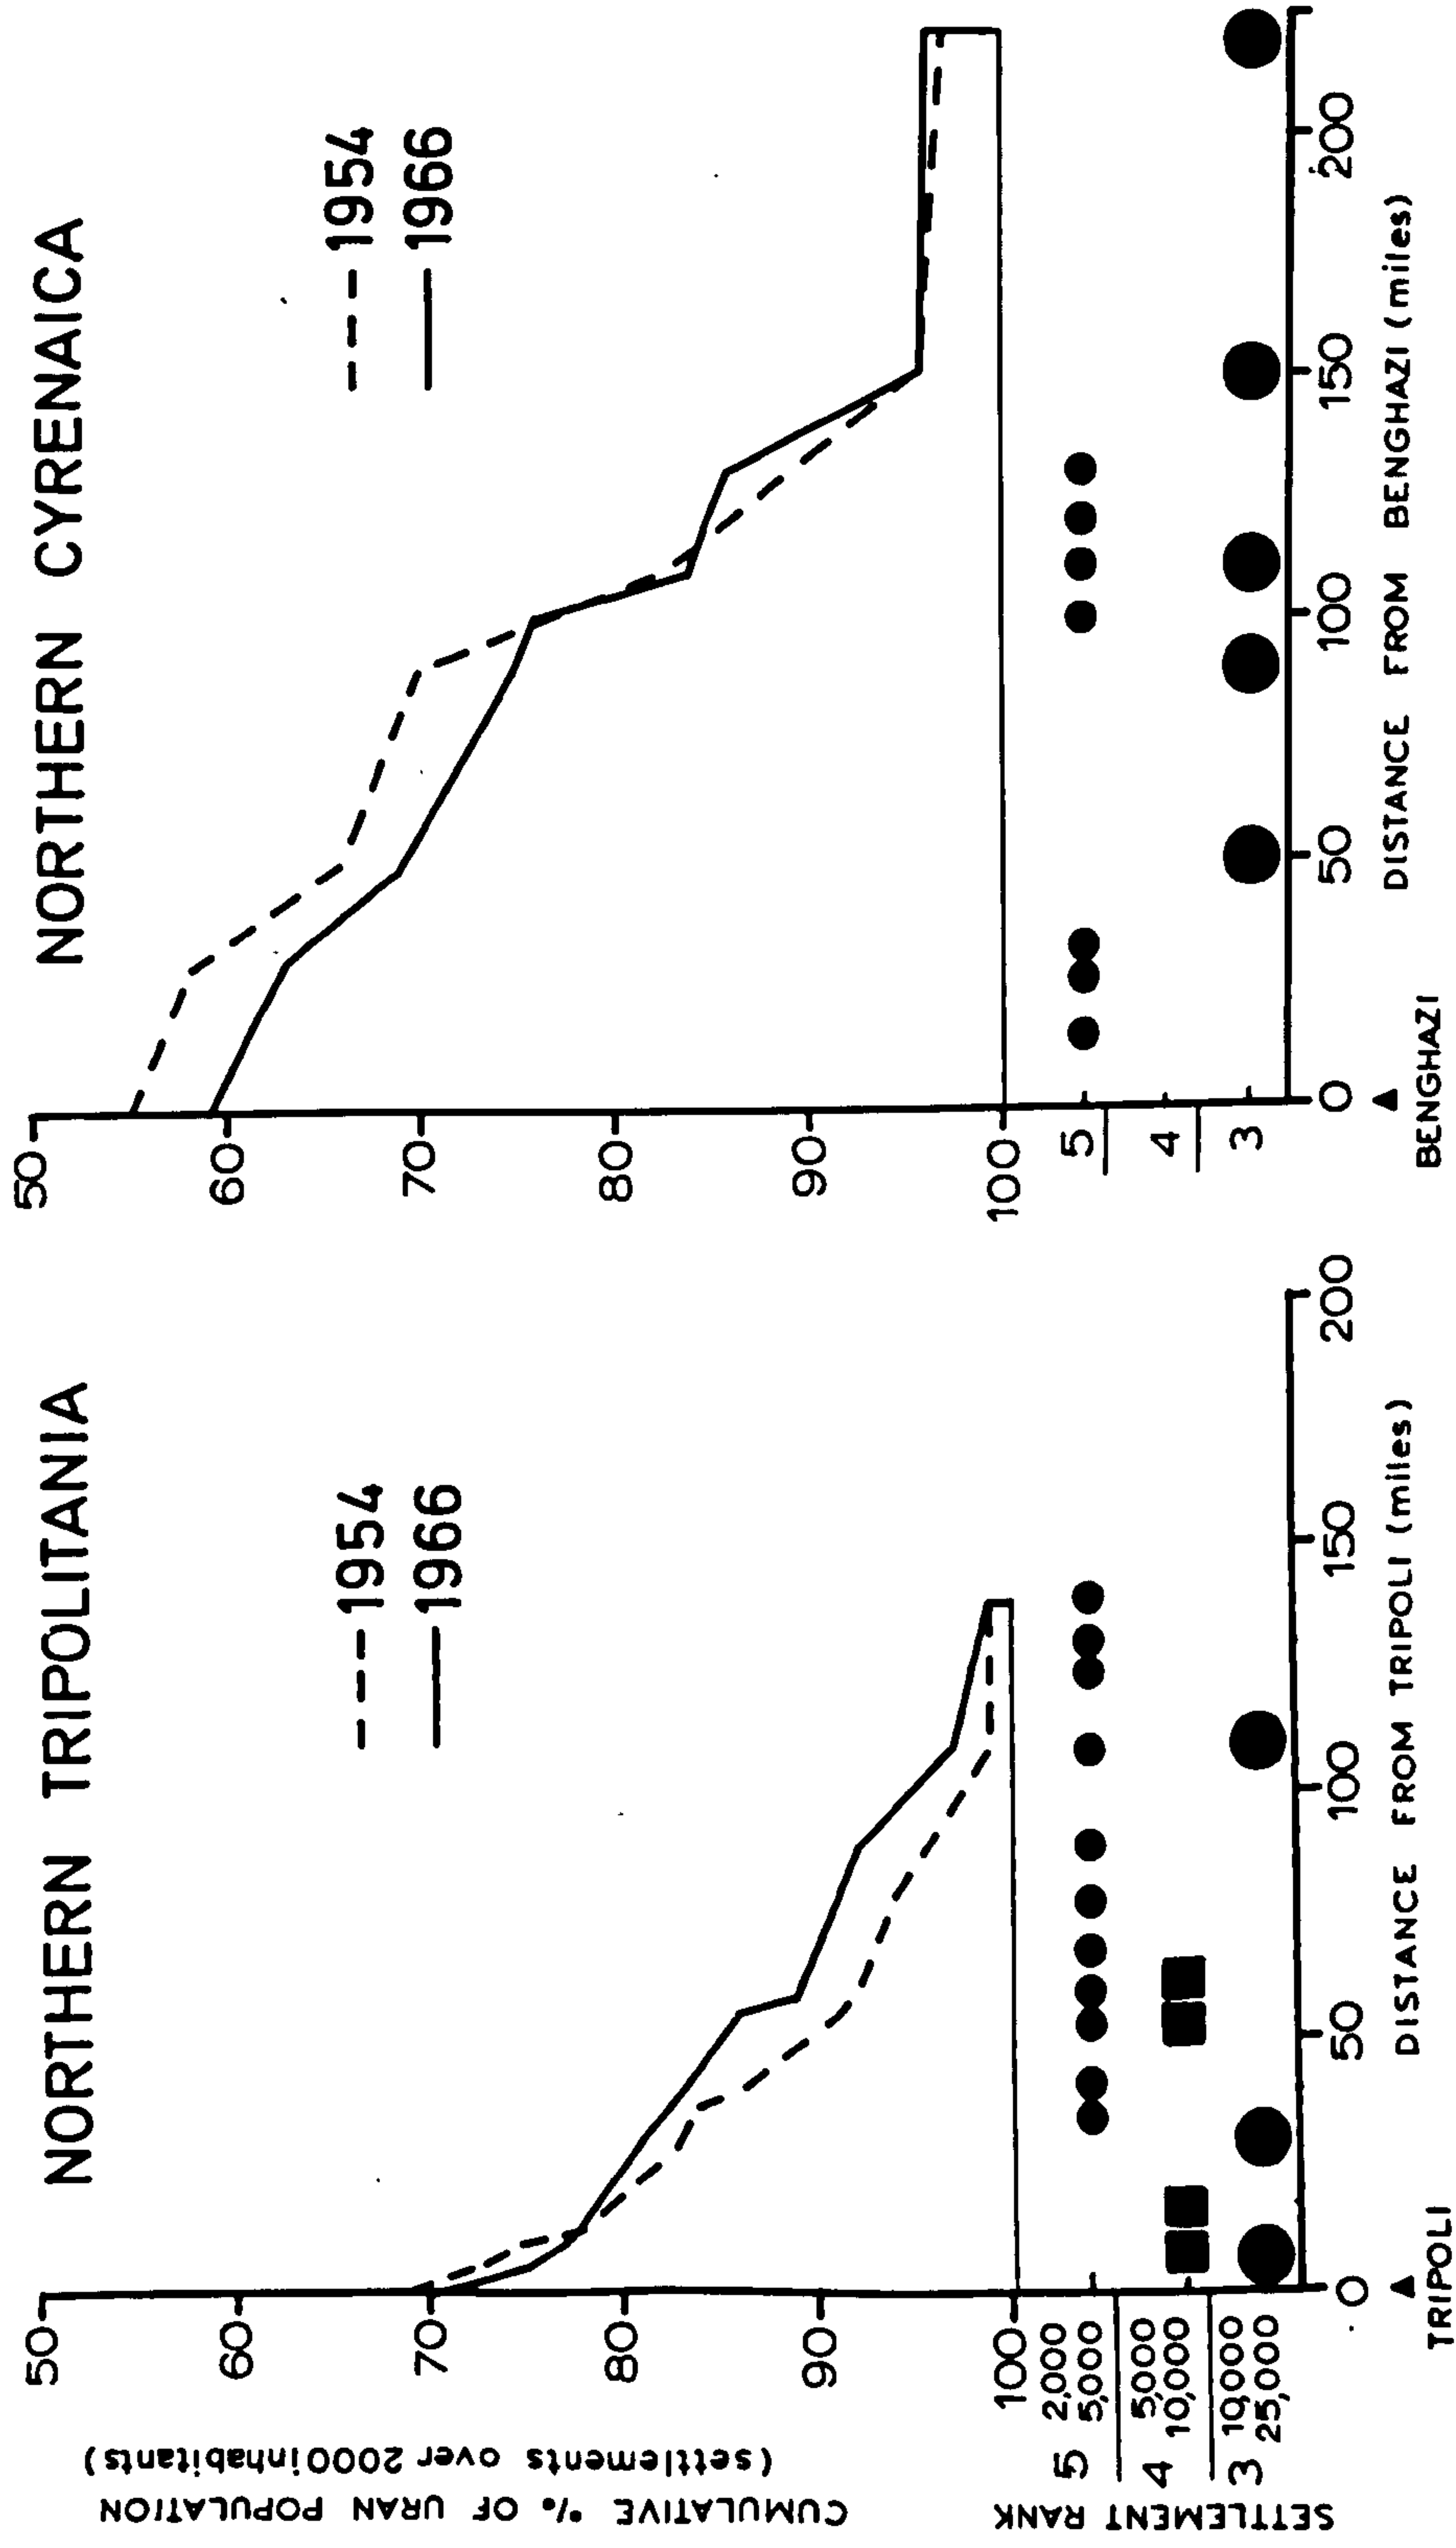 NORTHERN TRIPOLITANIA
--- 1954
— 1966
CUMULATIVE % OF URAN POPULATION
(settlements over 2000 inhabitants)
50
60
70
80
90
100
SETTLEMENT RANK
5 2,000
5,000
4 5,000
10,000
3 10,000
25,000
0 50 100 150 200
TRIPOLI
DISTANCE FROM TRIPOLI (miles)
NORTHERN CYRENAICA
--- 1954
— 1966
50
60
70
80
90
100
5
4
3
0 50 100 150 200
BENGHAZI
DISTANCE FROM BENGHAZI (miles)